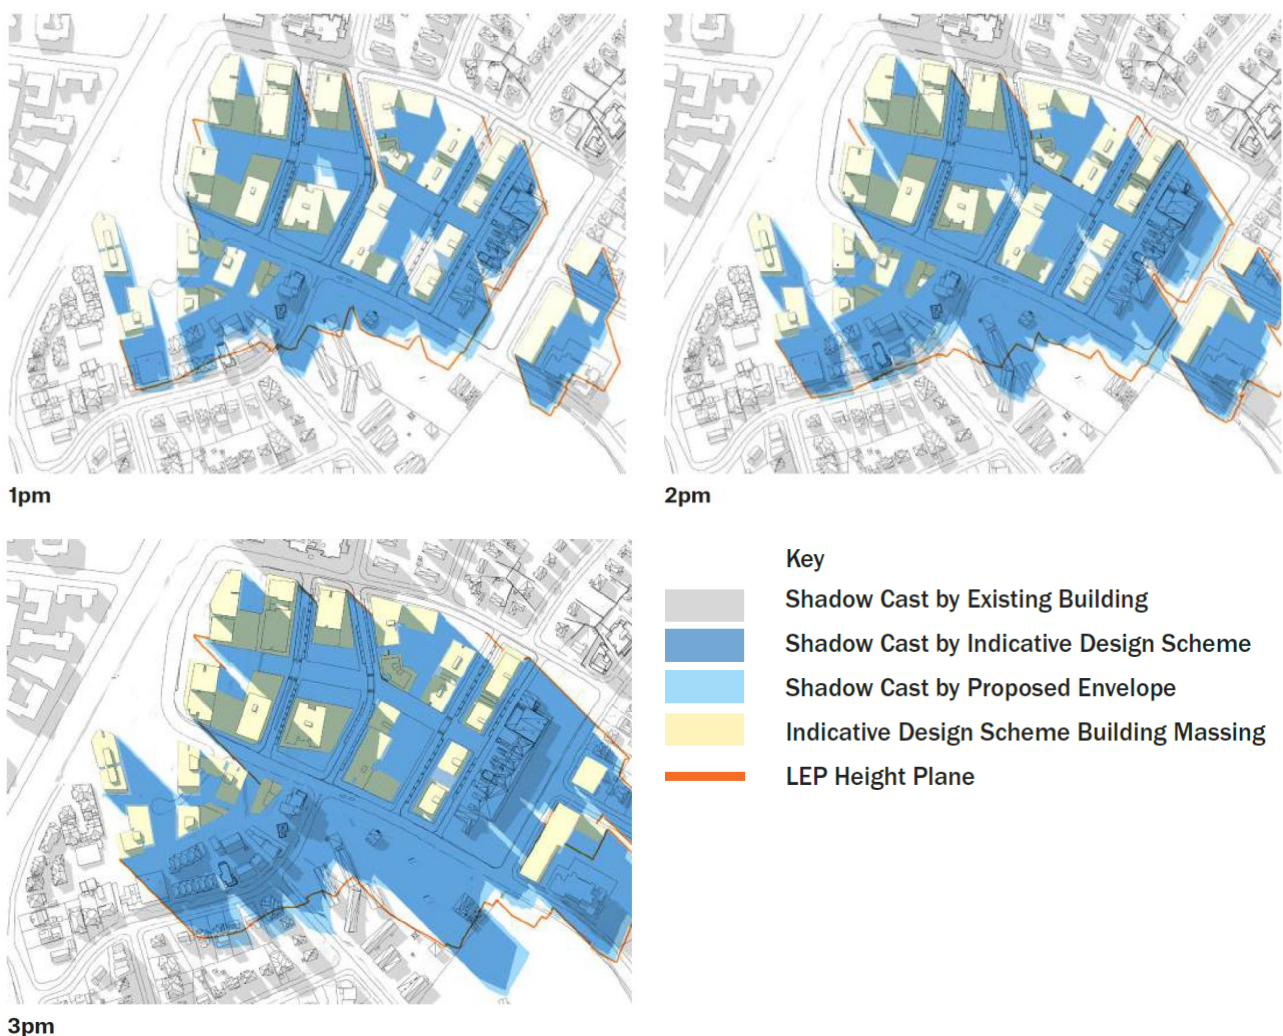 1pm
2pm
3pm
Key
Shadow Cast by Existing Building
Shadow Cast by Indicative Design Scheme
Shadow Cast by Proposed Envelope
Indicative Design Scheme Building Massing
LEP Height Plane